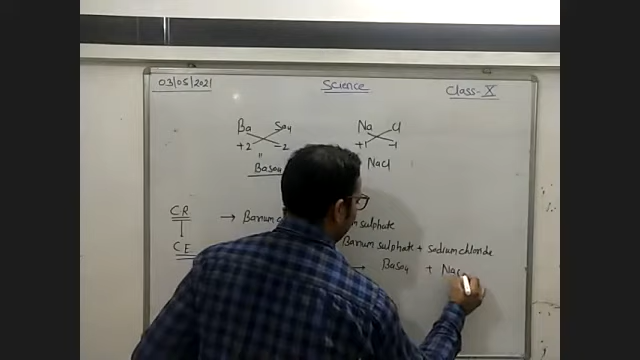 03/05/2021 Science Class-X
Ba So4 Na Cl
+2 -2 +1 -1
" BaSo4 NaCl
CR → Barium sulphate
CE Barium sulphate + sodium chloride
→ BaSo4 + NaC